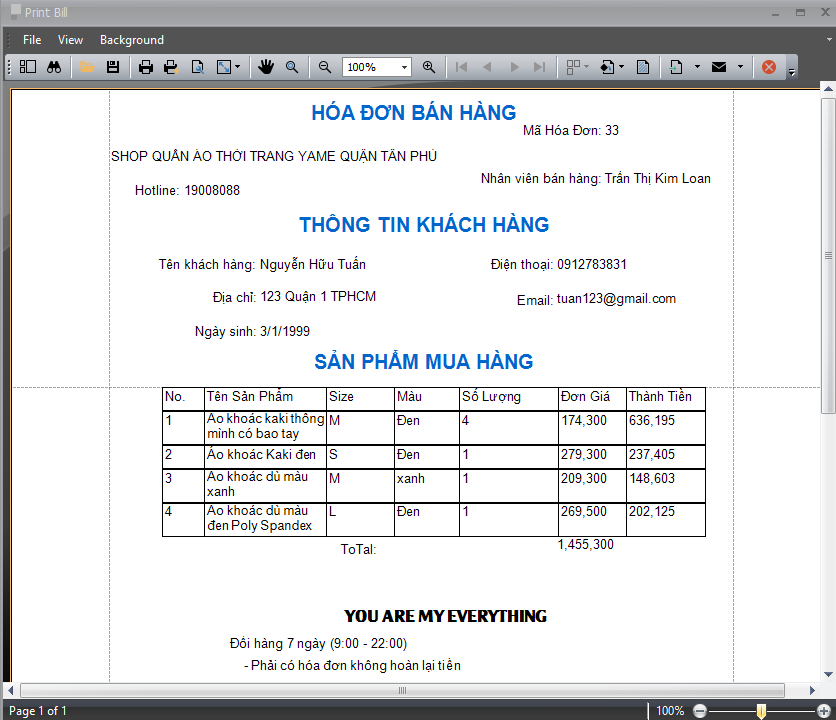 Print Bill
File View Background
100%
HÓA ĐƠN BÁN HÀNG
Mã Hóa Đơn: 33
SHOP QUẦN ÁO THỜI TRANG YAME QUẬN TÂN PHÚ
Nhân viên bán hàng: Trần Thị Kim Loan
Hotline: 19008088
THÔNG TIN KHÁCH HÀNG
Tên khách hàng: Nguyễn Hữu Tuấn Điện thoại: 0912783831
Địa chỉ: 123 Quận 1 TPHCM Email: tuan123@gmail.com
Ngày sinh: 3/1/1999
SẢN PHẨM MUA HÀNG
No. Tên Sản Phẩm Size Màu Số Lượng Đơn Giá Thành Tiền
1 Áo khoác kaki thông M Đen 4 174,300 636,195
minh có bao tay
2 Áo khoác Kaki đen S Đen 1 279,300 237,405
3 Áo khoác dù màu M xanh 1 209,300 148,603
xanh
4 Áo khoác dù màu L Đen 1 269,500 202,125
đen Poly Spandex
ToTal: 1,455,300
YOU ARE MY EVERYTHING
Đổi hàng 7 ngày (9:00 - 22:00)
- Phải có hóa đơn không hoàn lại tiền
Page 1 of 1 100%